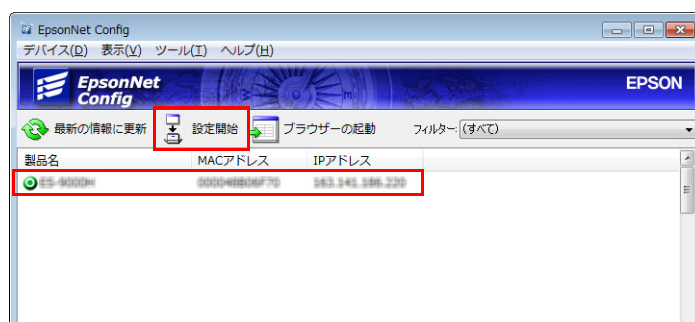 EpsonNet Config
デバイス(D) 表示(V) ツール(T) ヘルプ(H)
EpsonNet
Config
EPSON
最新の情報に更新 設定開始 ブラウザーの起動 フィルター: (すべて)
製品名 MACアドレス IPアドレス